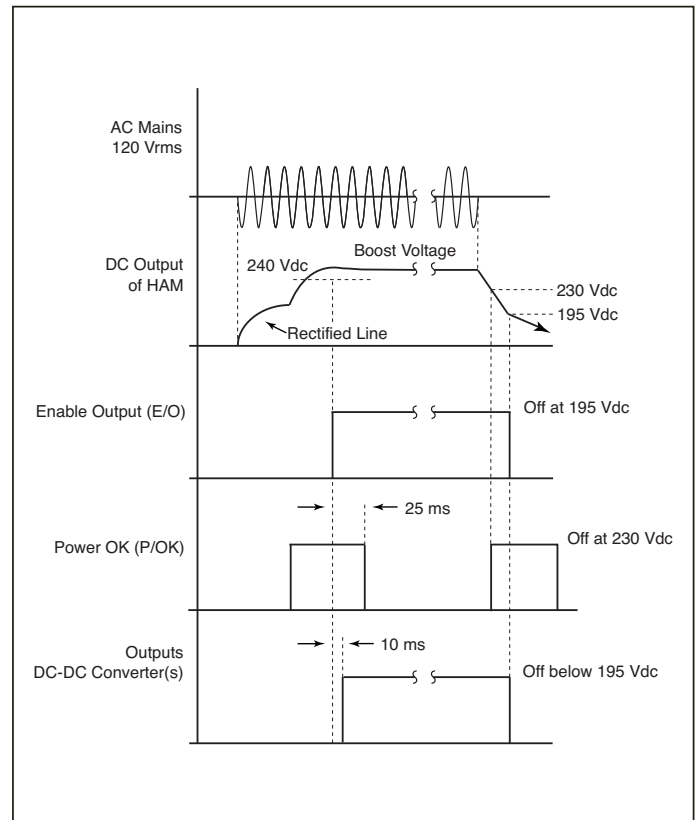 AC Mains
120 Vrms
Boost Voltage
DC Output
of HAM
240 Vdc
230 Vdc
195 Vdc
Rectified Line
Enable Output (E/O)
Off at 195 Vdc
25 ms
Power OK (P/OK)
Off at 230 Vdc
10 ms
Outputs
DC-DC Converter(s)
Off below 195 Vdc